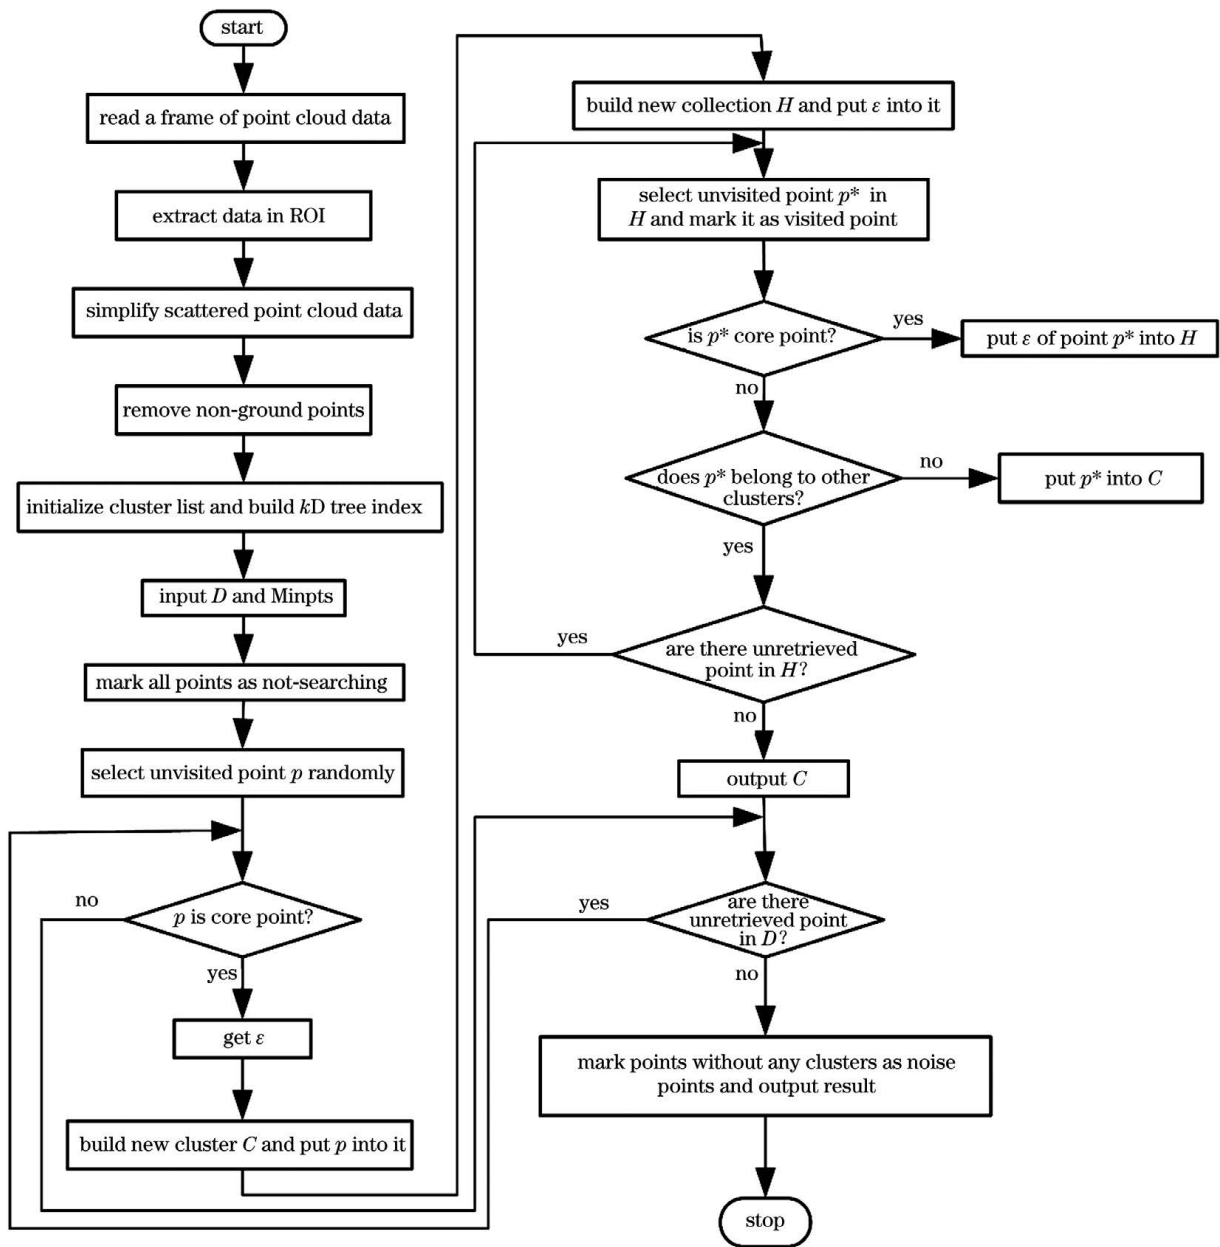 start
read a frame of point cloud data
extract data in ROI
simplify scattered point cloud data
remove non-ground points
initialize cluster list and build kD tree index
input D and Minpts
mark all points as not-searching
select unvisited point p randomly
no
p is core point?
yes
get ε
build new cluster C and put p into it
build new collection H and put ε into it
select unvisited point p* in
H and mark it as visited point
is p* core point?
yes
put ε of point p* into H
no
does p* belong to other
clusters?
no
put p* into C
yes
are there unretrieved
point in H?
yes
no
output C
are there
unretrieved point
in D?
yes
no
mark points without any clusters as noise
points and output result
stop